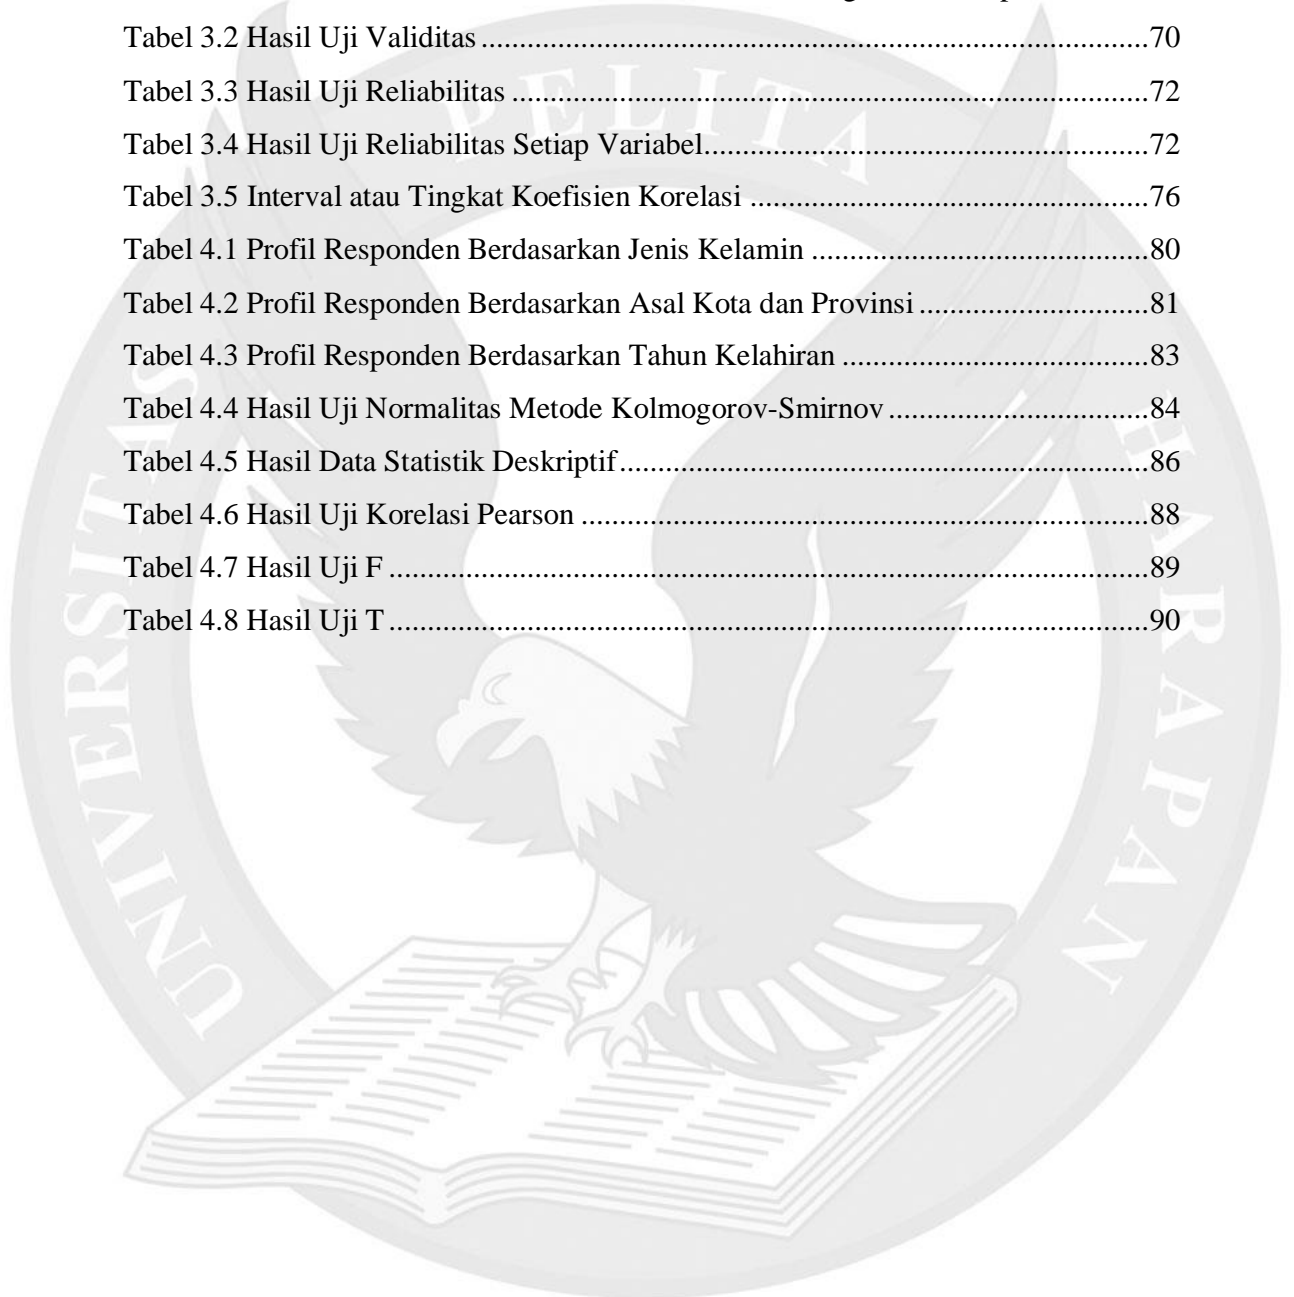 Tabel 3.2 Hasil Uji Validitas ........................................................................................70
Tabel 3.3 Hasil Uji Reliabilitas ....................................................................................72
Tabel 3.4 Hasil Uji Reliabilitas Setiap Variabel...........................................................72
Tabel 3.5 Interval atau Tingkat Koefisien Korelasi .....................................................76
Tabel 4.1 Profil Responden Berdasarkan Jenis Kelamin .............................................80
Tabel 4.2 Profil Responden Berdasarkan Asal Kota dan Provinsi ..............................81
Tabel 4.3 Profil Responden Berdasarkan Tahun Kelahiran .........................................83
Tabel 4.4 Hasil Uji Normalitas Metode Kolmogorov-Smirnov ..................................84
Tabel 4.5 Hasil Data Statistik Deskriptif......................................................................86
Tabel 4.6 Hasil Uji Korelasi Pearson ...........................................................................88
Tabel 4.7 Hasil Uji F ....................................................................................................89
Tabel 4.8 Hasil Uji T ....................................................................................................90
UNIVERSITAS PELITA HARAPAN